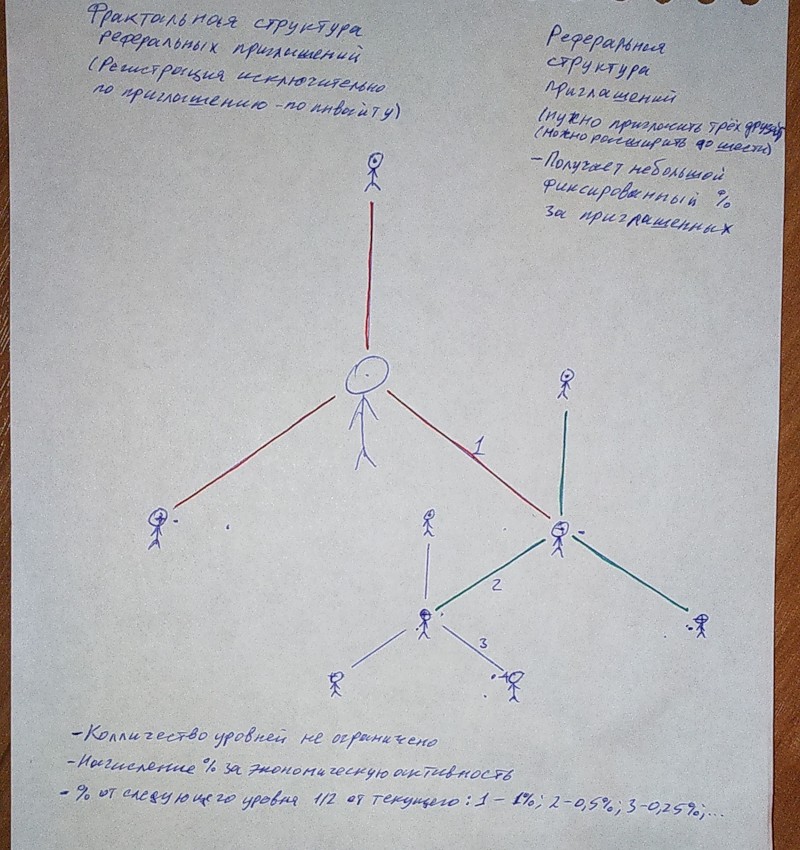 Фрактальная структура
реферальных приглашений
(Регистрация исключительно
по приглашению - по инвайту)
Реферальная
структура
приглашений
(нужно пригласить трёх друзей)
(можно расширить до шести)
- Получает небольшой
фиксированный %
за приглашенных
1
2
3
- Колличество уровней не ограничено
- Начисление % за экономическую активность
- % от следующего уровня 1/2 от текущего: 1 - 1%; 2 - 0,5%; 3 - 0,25%;...